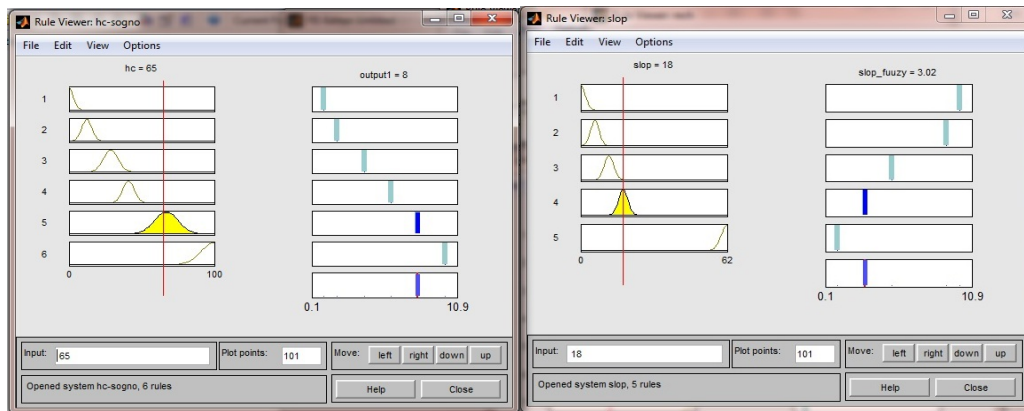 Rule Viewer: hc-sogno
File Edit View Options
hc = 65
output1 = 8
1
2
3
4
5
6
0 100
0.1 10.9
Input: 65
Plot points: 101
Move: left right down up
Opened system hc-sogno, 6 rules
Help Close
Rule Viewer: slop
File Edit View Options
slop = 18
slop_fuuzy = 3.02
1
2
3
4
5
0 62
0.1 10.9
Input: 18
Plot points: 101
Move: left right down up
Opened system slop, 5 rules
Help Close